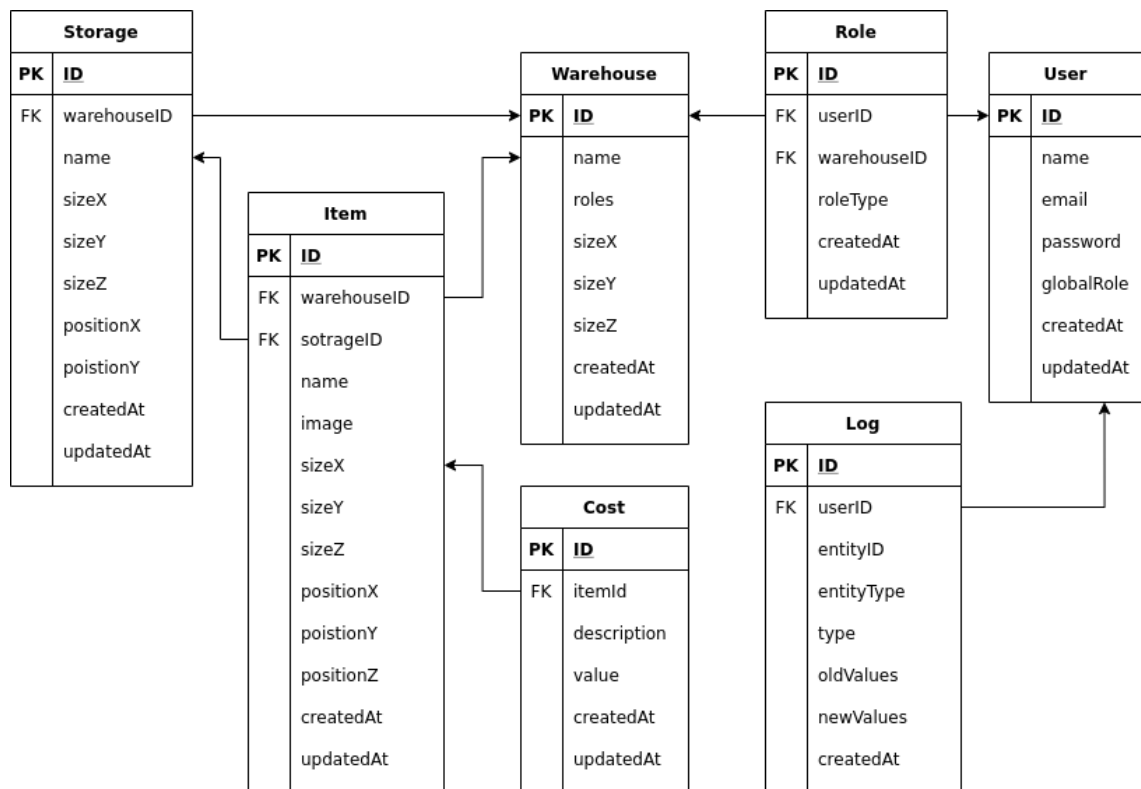 Storage
PK ID
FK warehouseID
name
sizeX
sizeY
sizeZ
positionX
poistionY
createdAt
updatedAt
Item
PK ID
FK warehouseID
FK sotrageID
name
image
sizeX
sizeY
sizeZ
positionX
poistionY
positionZ
createdAt
updatedAt
Warehouse
PK ID
name
roles
sizeX
sizeY
sizeZ
createdAt
updatedAt
Cost
PK ID
FK itemId
description
value
createdAt
updatedAt
Role
PK ID
FK userID
FK warehouseID
roleType
createdAt
updatedAt
User
PK ID
name
email
password
globalRole
createdAt
updatedAt
Log
PK ID
FK userID
entityID
entityType
type
oldValues
newValues
createdAt